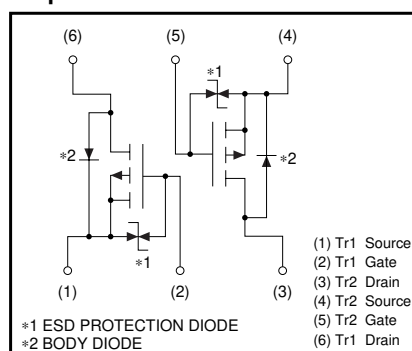 (6) (5) (4)
∗1
∗2
∗2
∗1
(1) (2) (3)
(1) Tr1 Source
(2) Tr1 Gate
(3) Tr2 Drain
(4) Tr2 Source
(5) Tr2 Gate
(6) Tr1 Drain
∗1 ESD PROTECTION DIODE
∗2 BODY DIODE